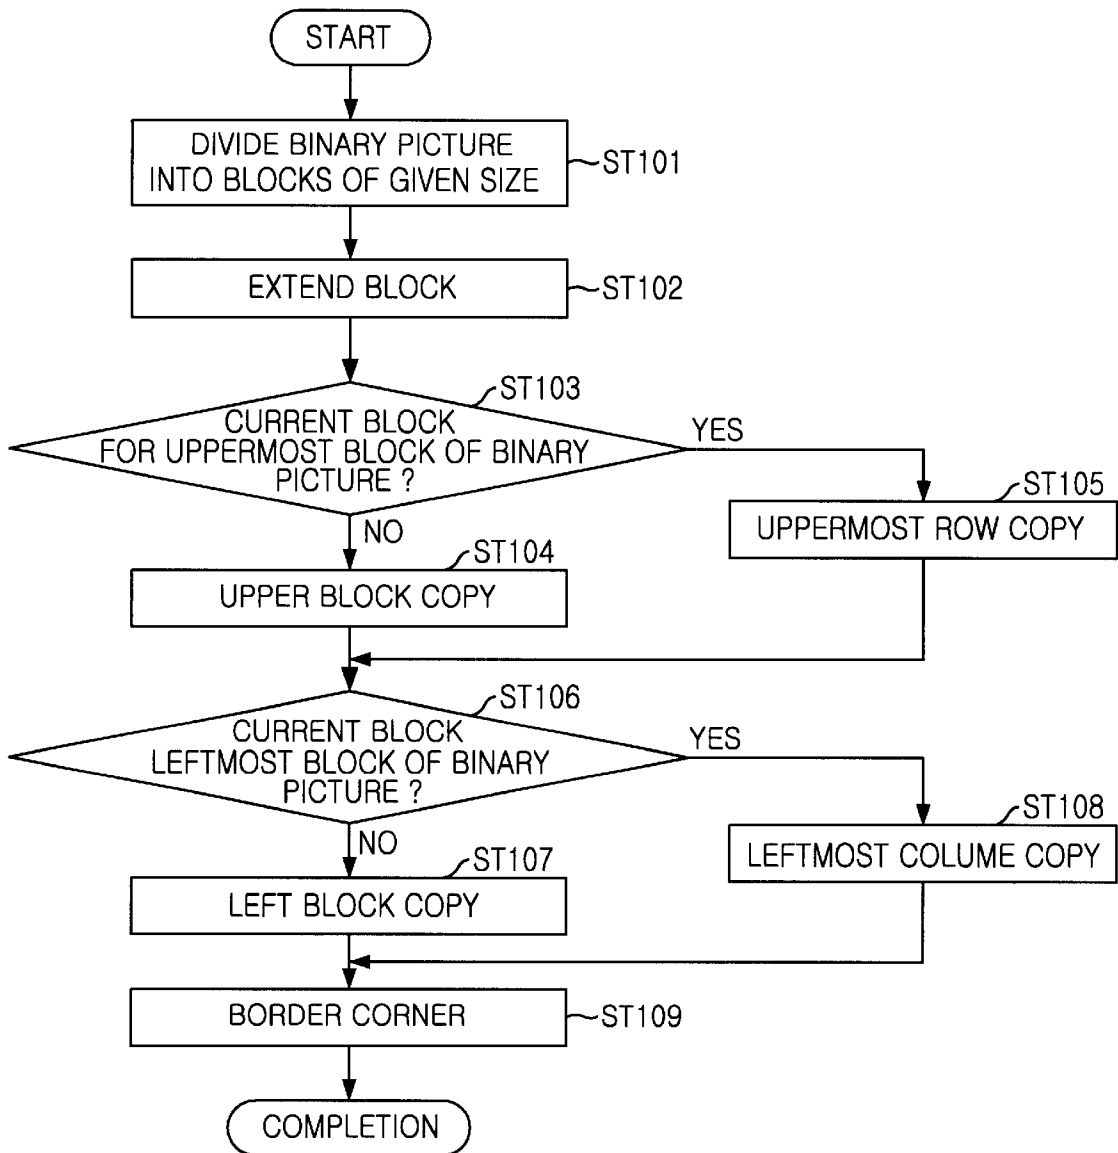 START
DIVIDE BINARY PICTURE
INTO BLOCKS OF GIVEN SIZE
ST101
EXTEND BLOCK
ST102
ST103
CURRENT BLOCK
FOR UPPERMOST BLOCK OF BINARY
PICTURE ?
YES
NO
ST105
UPPERMOST ROW COPY
ST104
UPPER BLOCK COPY
ST106
CURRENT BLOCK
LEFTMOST BLOCK OF BINARY
PICTURE ?
YES
NO
ST108
LEFTMOST COLUME COPY
ST107
LEFT BLOCK COPY
BORDER CORNER
ST109
COMPLETION